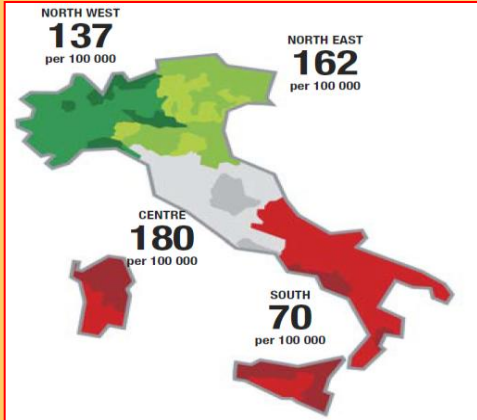 NORTH WEST
137
per 100 000
NORTH EAST
162
per 100 000
CENTRE
180
per 100 000
SOUTH
70
per 100 000